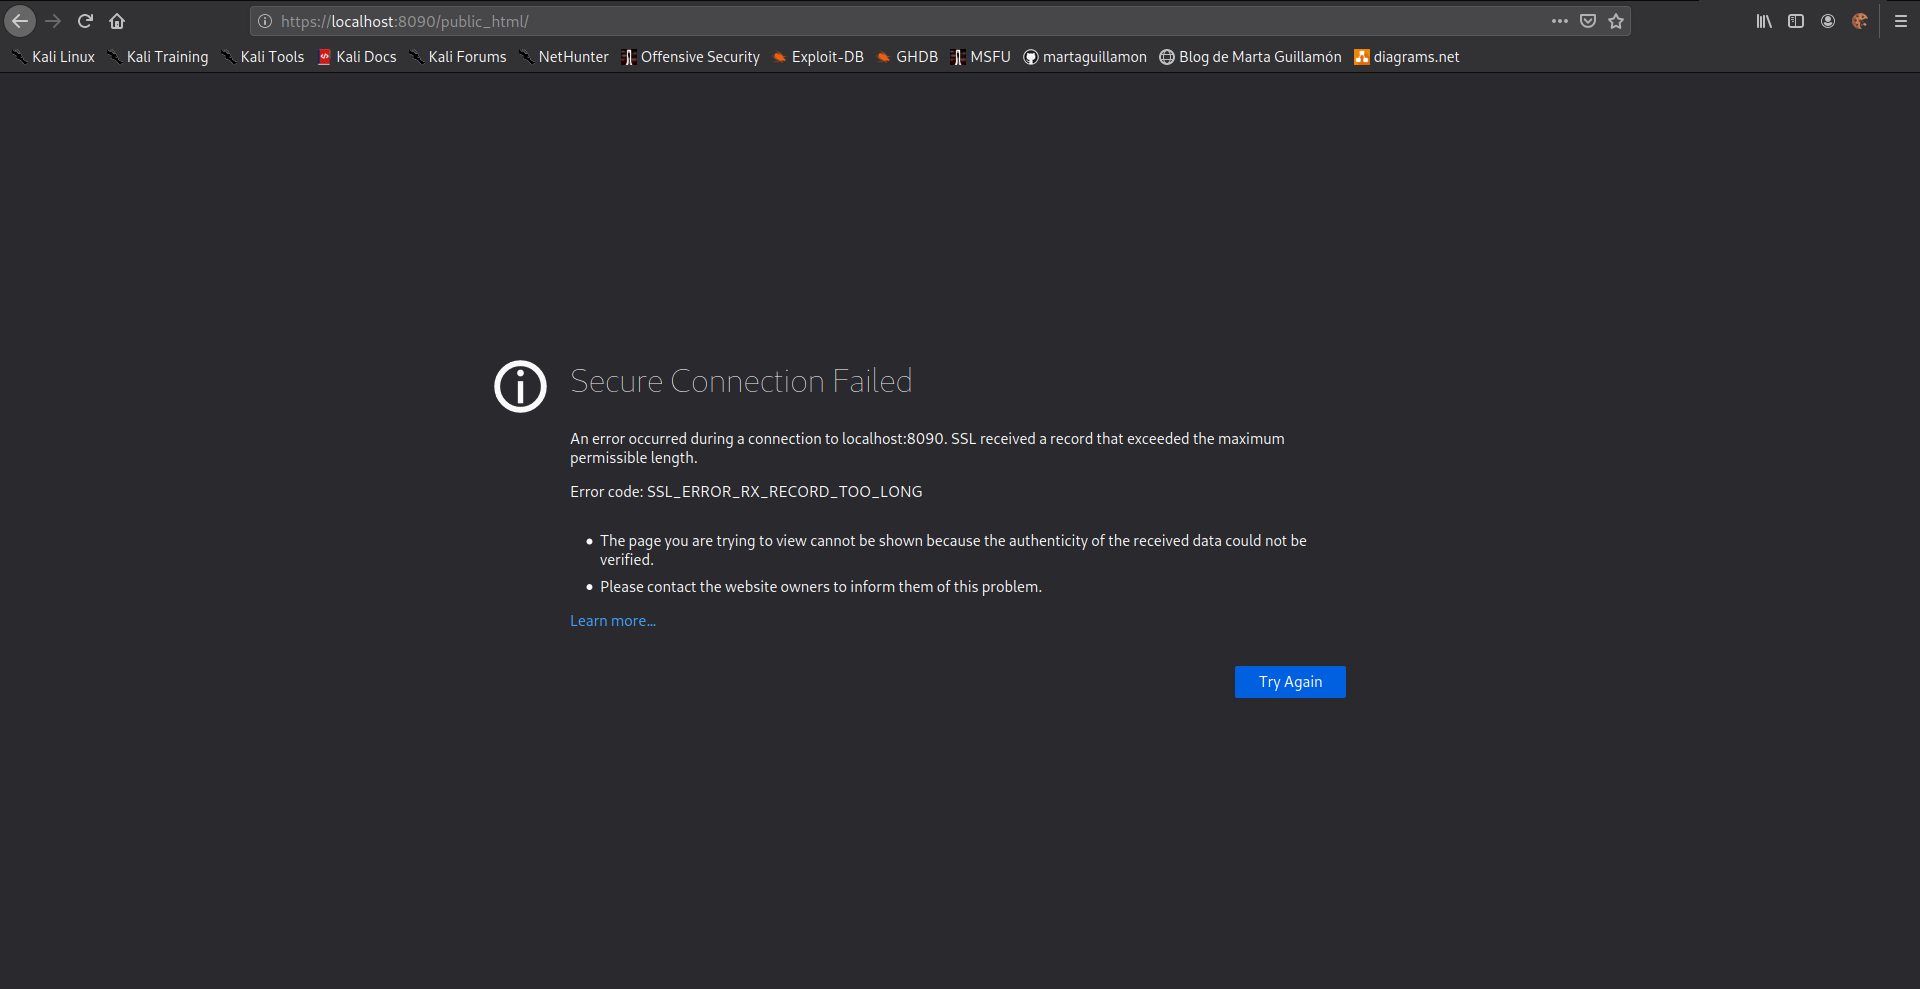 https://localhost:8090/public_html/
Kali Linux Kali Training Kali Tools Kali Docs Kali Forums NetHunter Offensive Security Exploit-DB GHDB MSFU martaguillamon Blog de Marta Guillamón diagrams.net
Secure Connection Failed
An error occurred during a connection to localhost:8090. SSL received a record that exceeded the maximum
permissible length.
Error code: SSL_ERROR_RX_RECORD_TOO_LONG
• The page you are trying to view cannot be shown because the authenticity of the received data could not be
verified.
• Please contact the website owners to inform them of this problem.
Learn more...
Try Again